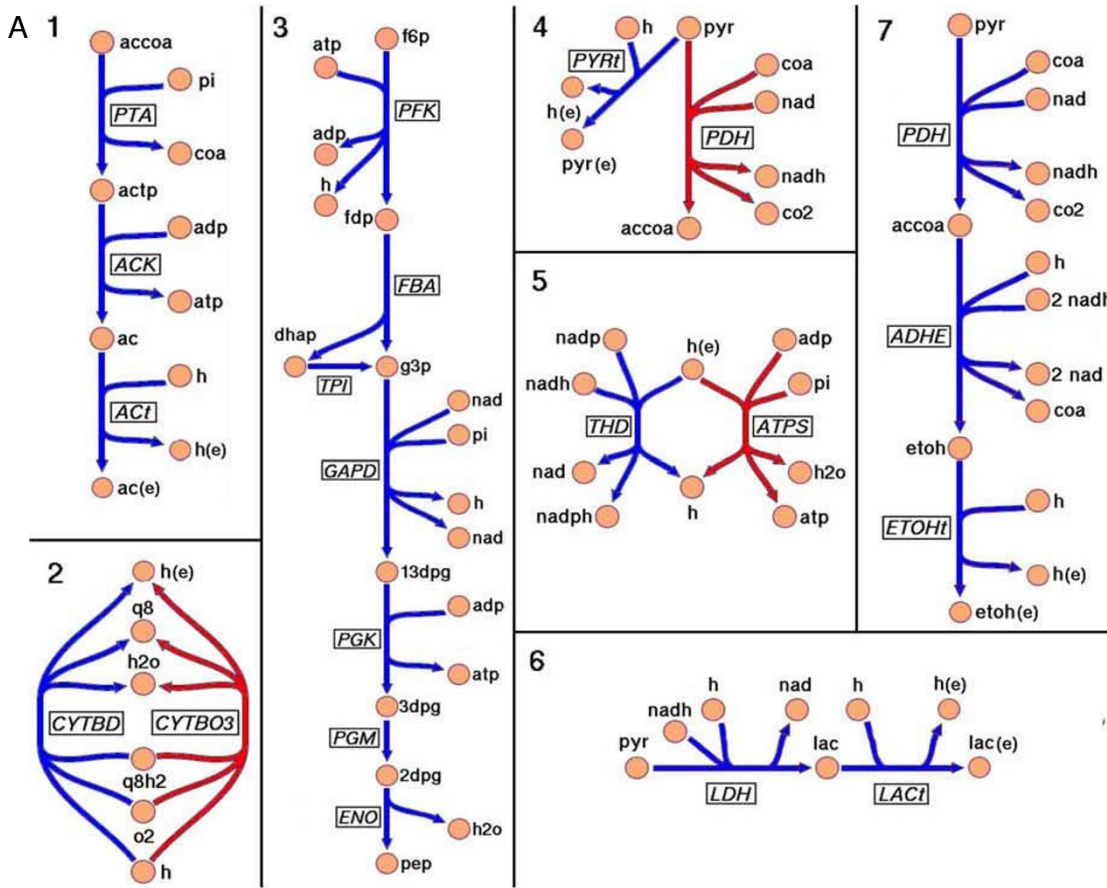 A
1
accoa
pi
PTA
coa
actp
adp
ACK
atp
ac
h
ACt
h(e)
ac(e)
2
h(e)
q8
h2o
CYTBD
CYTBO3
q8h2
o2
h
3
f6p
atp
PFK
adp
h
fdp
FBA
dhap
g3p
TPI
nad
pi
GAPD
h
nad
13dpg
adp
PGK
atp
3dpg
PGM
2dpg
ENO
h2o
pep
4
h
pyr
PYRt
coa
h(e)
nad
PDH
pyr(e)
nadh
co2
accoa
5
nadp
h(e)
adp
nadh
pi
THD
ATPS
nad
h2o
nadph
h
atp
6
h
nad
h
h(e)
nadh
pyr
lac
lac(e)
LDH
LACt
7
pyr
coa
nad
PDH
nadh
co2
accoa
h
2 nadh
ADHE
2 nad
coa
etoh
h
ETOHt
h(e)
etoh(e)